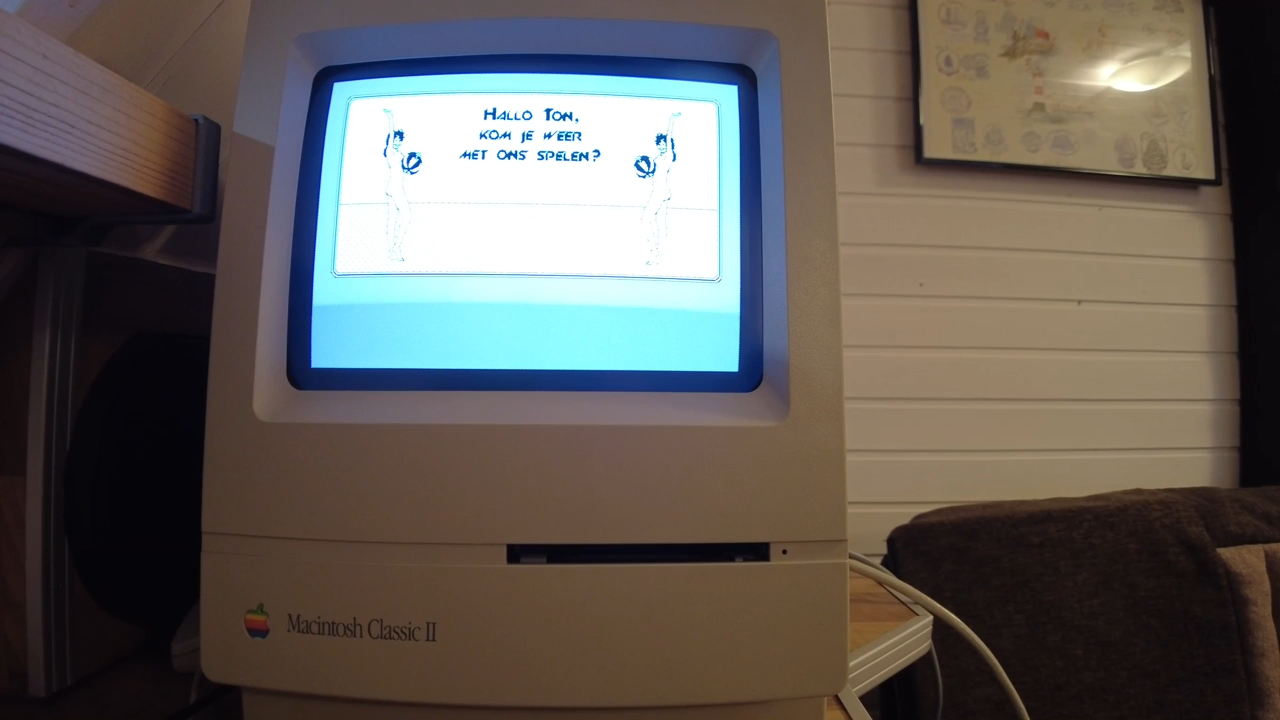 Hallo Ton,
kom je weer
met ons spelen?
Macintosh Classic II